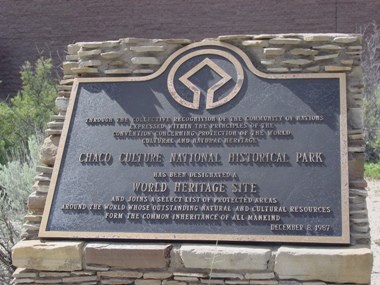 THROUGH THE COLLECTIVE RECOGNITION OF THE COMMUNITY OF NATIONS
EXPRESSED WITHIN THE PRINCIPLES OF THE
CONVENTION CONCERNING PROTECTION OF THE WORLD
CULTURAL AND NATURAL HERITAGE
CHACO CULTURE NATIONAL HISTORICAL PARK
HAS BEEN DESIGNATED A
WORLD HERITAGE SITE
AND JOINS A SELECT LIST OF PROTECTED AREAS
AROUND THE WORLD WHOSE OUTSTANDING NATURAL AND CULTURAL RESOURCES
FORM THE COMMON INHERITANCE OF ALL MANKIND
DECEMBER 8, 1987